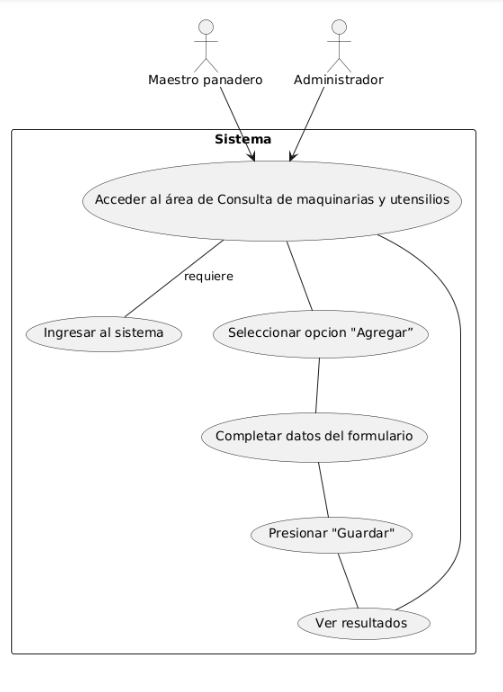 Maestro panadero
Administrador
Sistema
Acceder al área de Consulta de maquinarias y utensilios
requiere
Ingresar al sistema
Seleccionar opcion "Agregar”
Completar datos del formulario
Presionar "Guardar"
Ver resultados